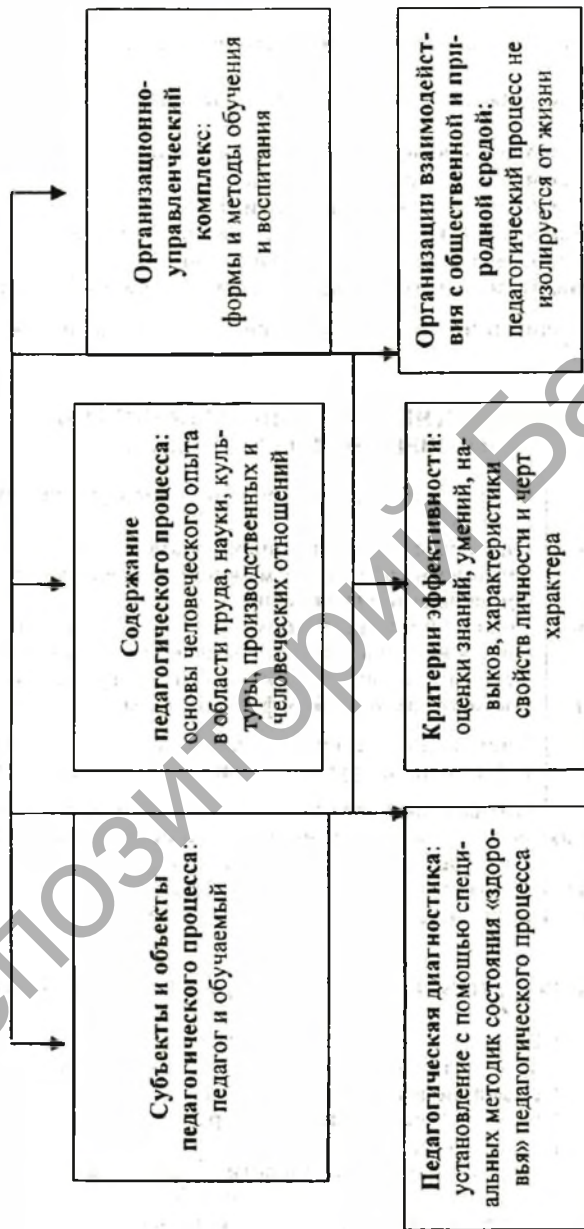 Субъекты и объекты
педагогического процесса:
педагог и обучаемый
Содержание
педагогического процесса:
основы человеческого опыта
в области труда, науки, куль-
туры, производственных и
человеческих отношений
Организационно-
управленческий
комплекс:
формы и методы обучения
и воспитания
Педагогическая диагностика:
установление с помощью специ-
альных методик состояния «здоро-
вья» педагогического процесса
Критерии эффективности:
оценки знаний, умений, на-
выков, характеристики
свойств личности и черт
характера
Организации взаимодейст-
вия с общественной и при-
родной средой:
педагогический процесс не
изолируется от жизни